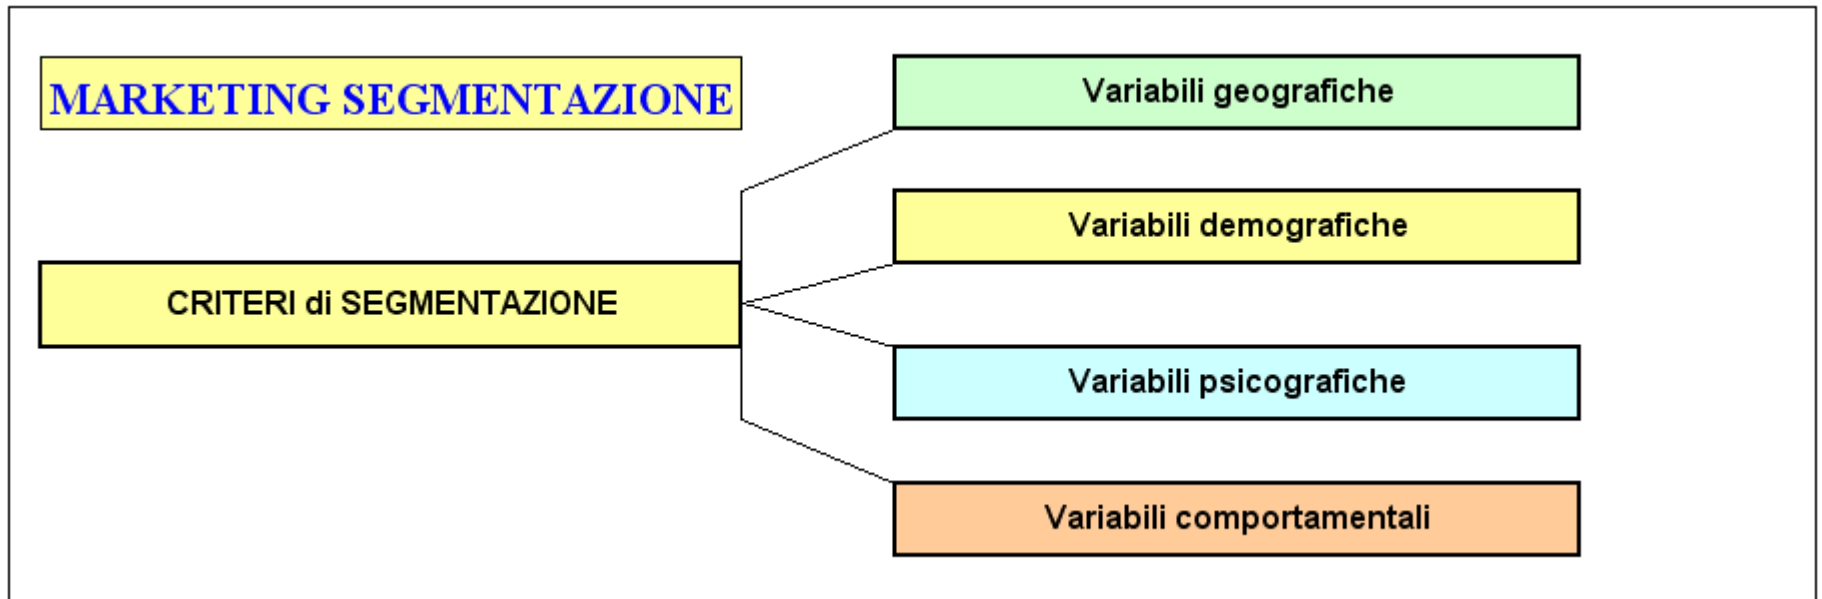 MARKETING SEGMENTAZIONE
CRITERI di SEGMENTAZIONE
Variabili geografiche
Variabili demografiche
Variabili psicografiche
Variabili comportamentali